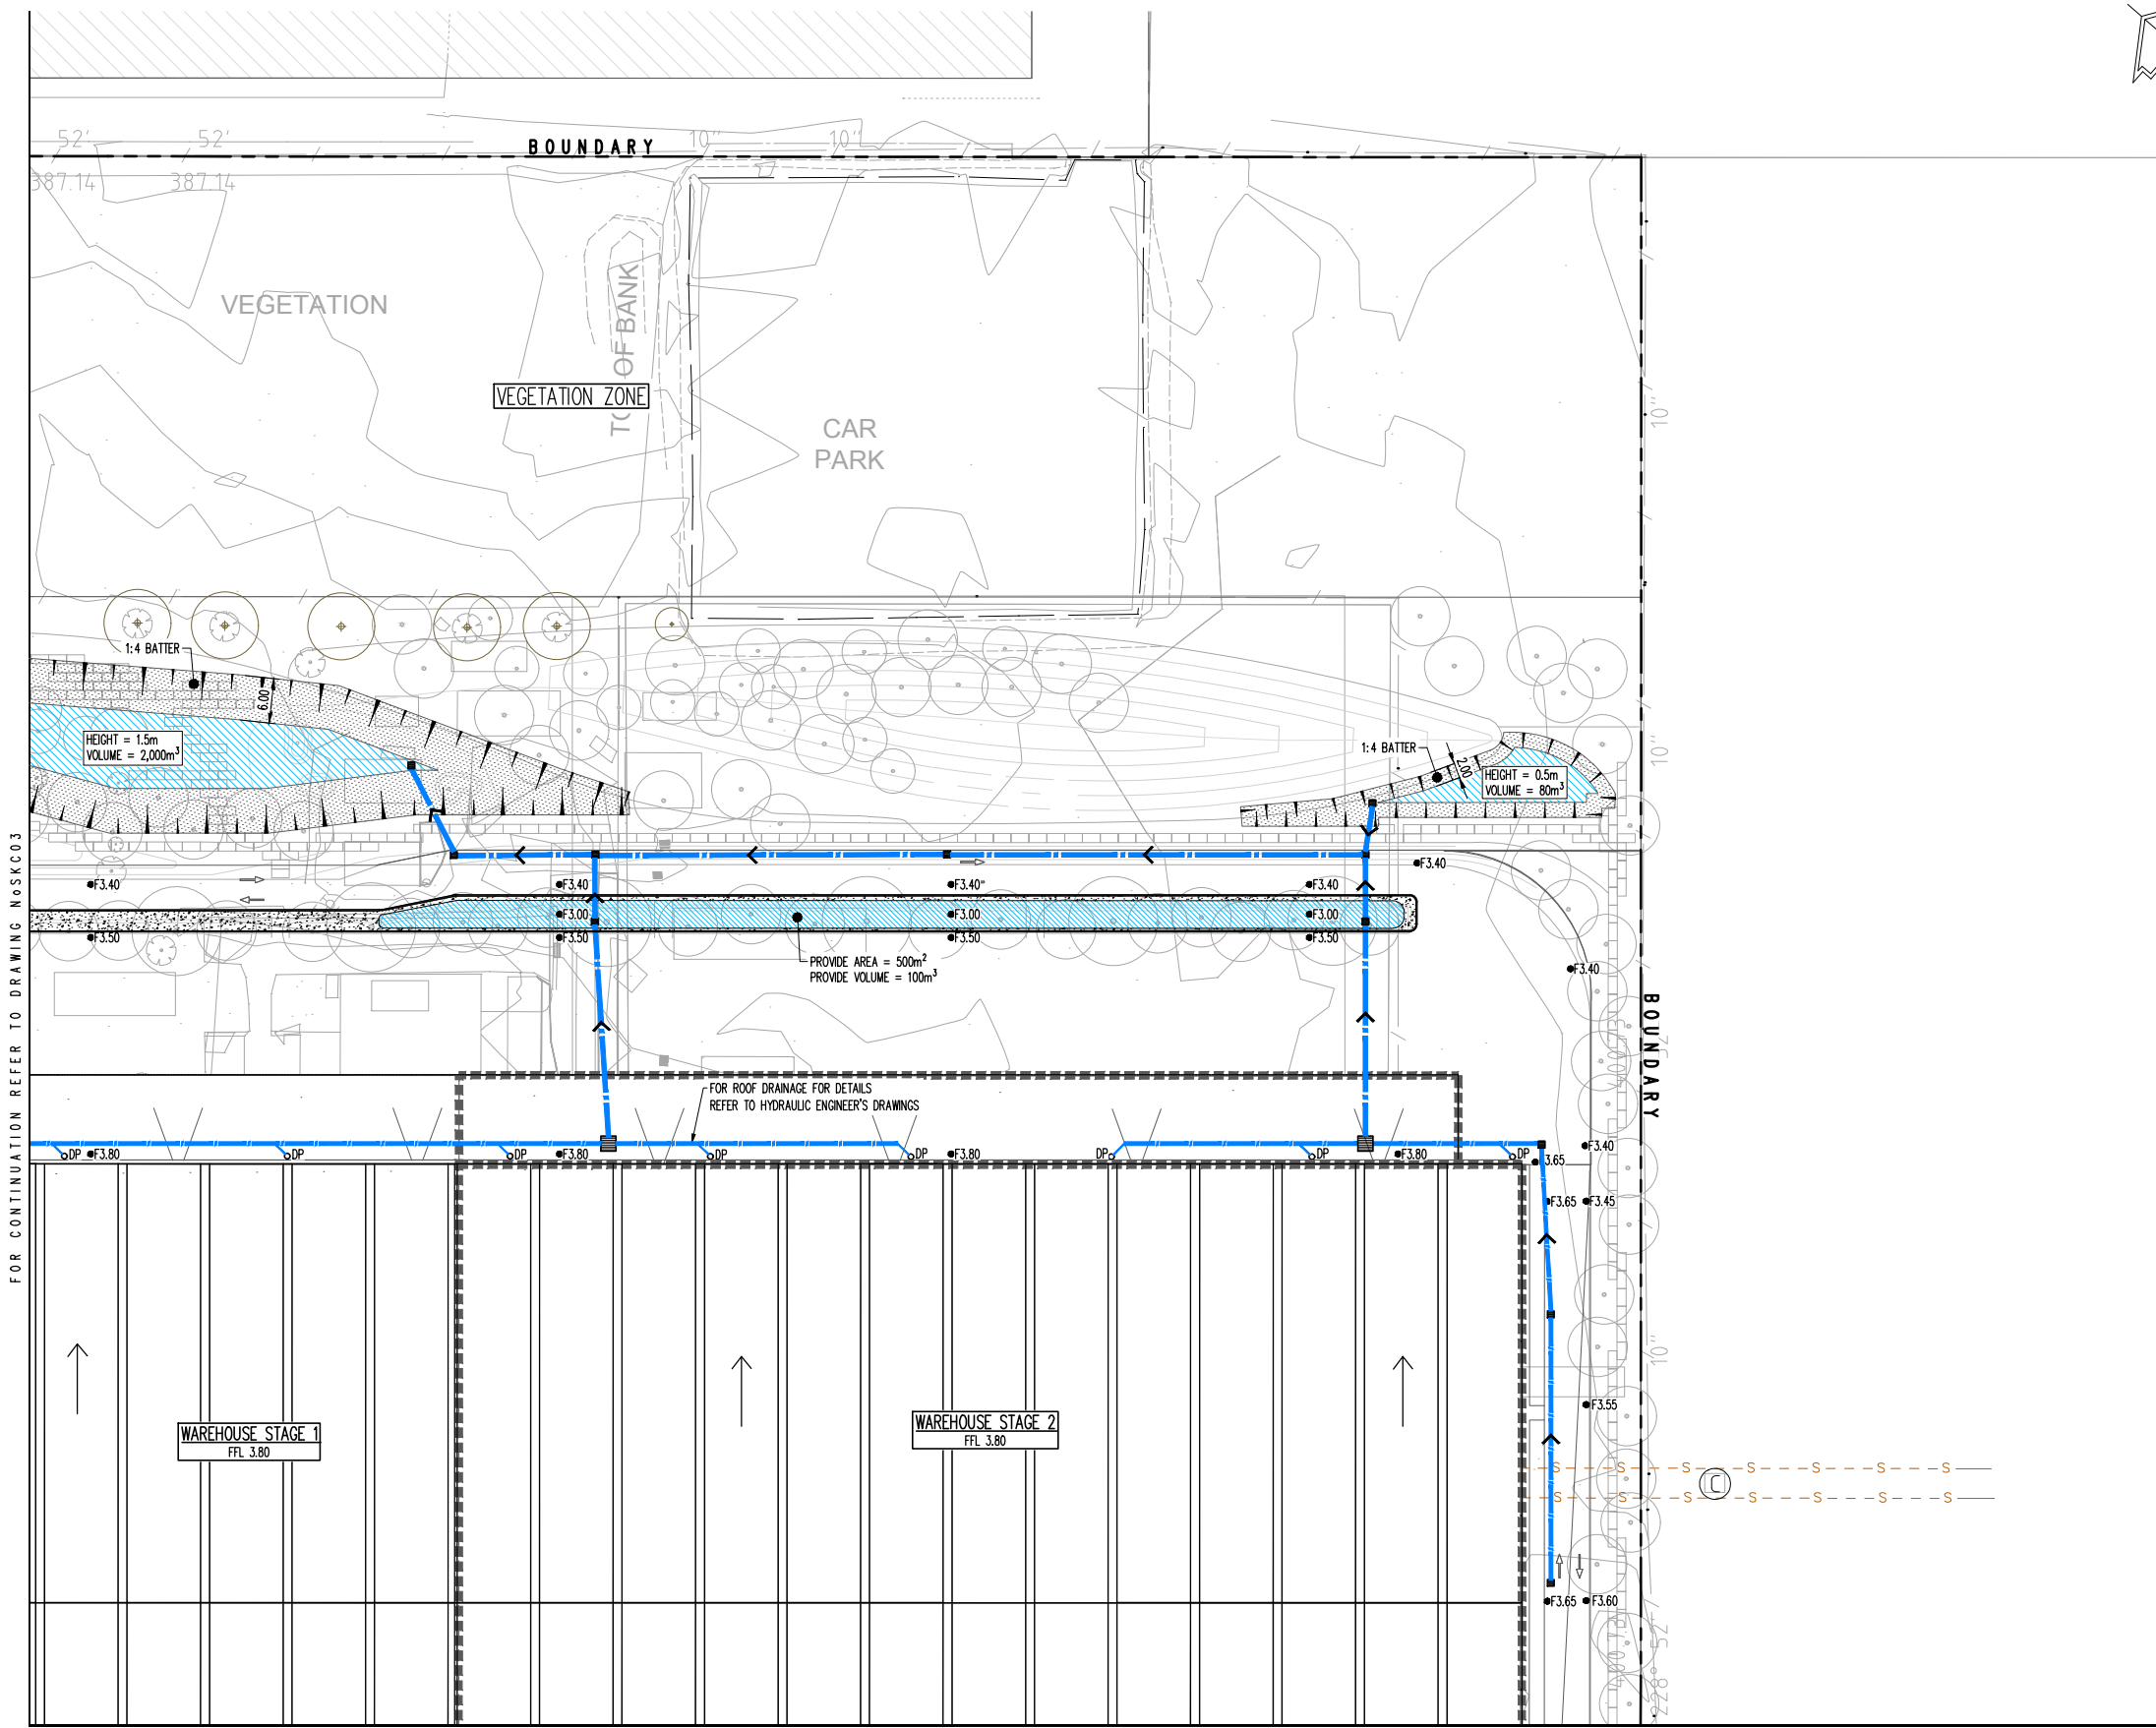 52'
52'
10"
10"
BOUNDARY
387.14
387.14
VEGETATION
TOP OF BANK
VEGETATION ZONE
CAR
PARK
10"
1:4 BATTER
6.00
HEIGHT = 1.5m
VOLUME = 2,000m³
1:4 BATTER
2.00
HEIGHT = 0.5m
VOLUME = 80m³
10"
F3.40
F3.40
F3.40
F3.40
F3.40
F3.00
F3.00
F3.00
F3.50
F3.50
F3.50
F3.50
PROVIDE AREA = 500m²
PROVIDE VOLUME = 100m³
F3.40
BOUNDARY
FOR CONTINUATION REFER TO DRAWING NoSKC03
FOR ROOF DRAINAGE FOR DETAILS
REFER TO HYDRAULIC ENGINEER'S DRAWINGS
DP
F3.80
DP
DP
F3.80
DP
DP
F3.80
DP
DP
F3.80
DP
F3.40
3.65
F3.65
F3.45
10"
F3.55
WAREHOUSE STAGE 1
FFL 3.80
WAREHOUSE STAGE 2
FFL 3.80
S S S S S S S
C
S S S S S S S
F3.65
F3.60
52'